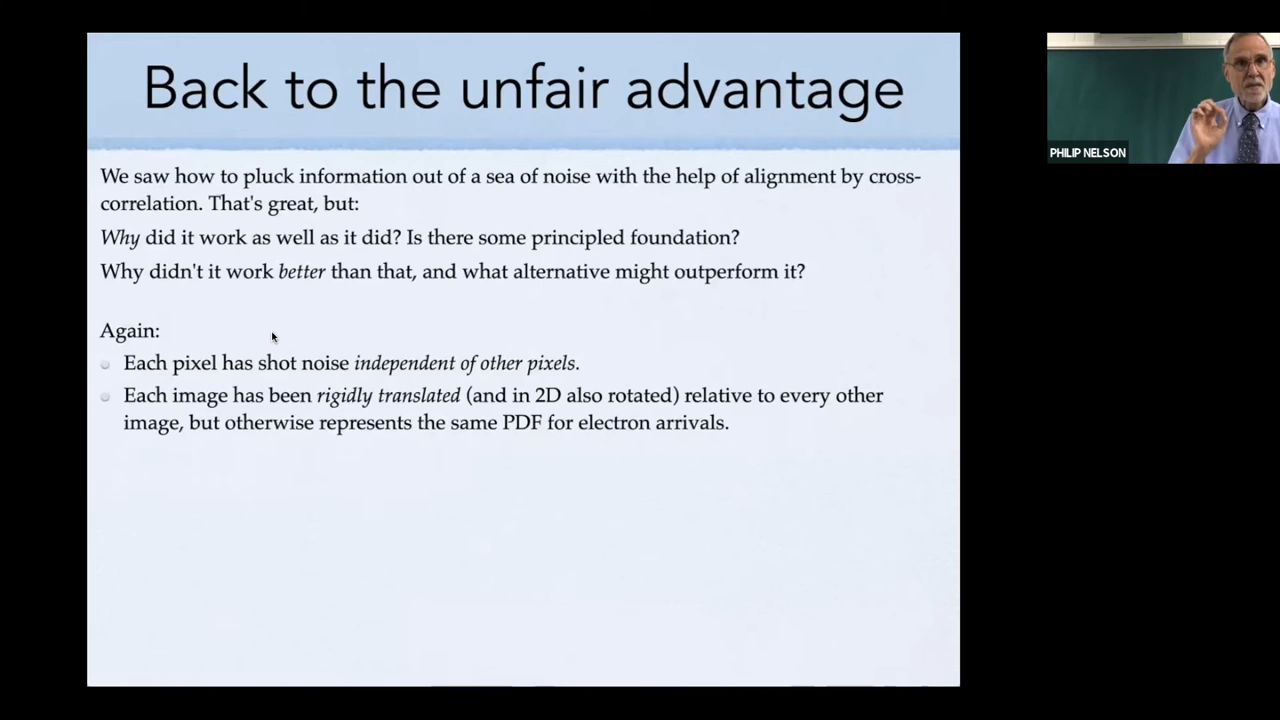 Back to the unfair advantage
We saw how to pluck information out of a sea of noise with the help of alignment by cross-
correlation. That's great, but:
Why did it work as well as it did? Is there some principled foundation?
Why didn't it work better than that, and what alternative might outperform it?
Again:
Each pixel has shot noise independent of other pixels.
Each image has been rigidly translated (and in 2D also rotated) relative to every other
image, but otherwise represents the same PDF for electron arrivals.
PHILIP NELSON